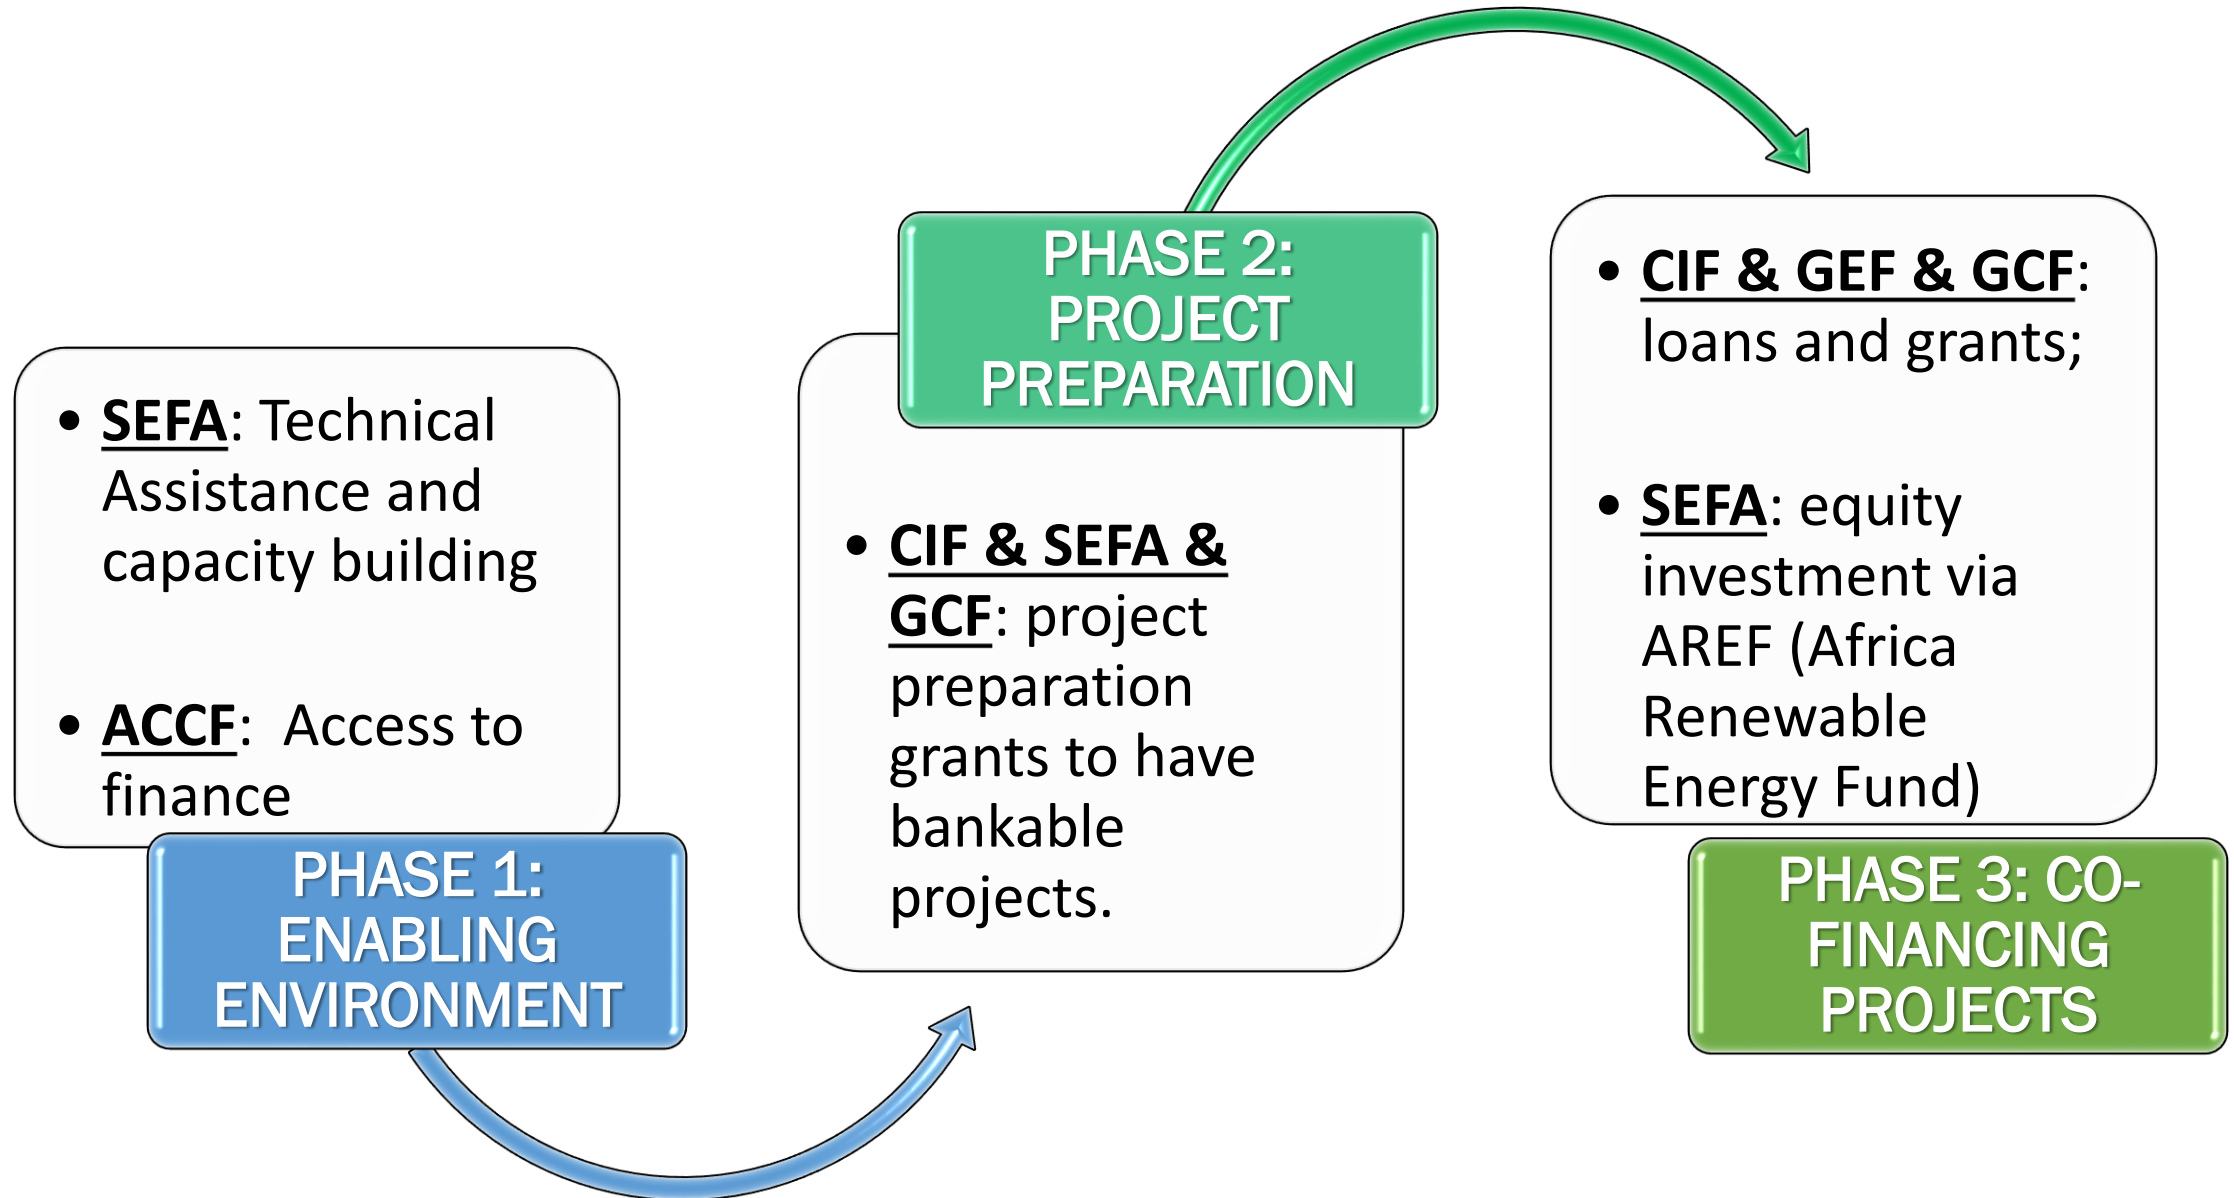 • SEFA: Technical
Assistance and
capacity building
• ACCF:  Access to
finance
PHASE 1:
ENABLING
ENVIRONMENT
PHASE 2:
PROJECT
PREPARATION
• CIF & SEFA &
GCF: project
preparation
grants to have
bankable
projects.
• CIF & GEF & GCF:
loans and grants;
• SEFA: equity
investment via
AREF (Africa
Renewable
Energy Fund)
PHASE 3: CO-
FINANCING
PROJECTS